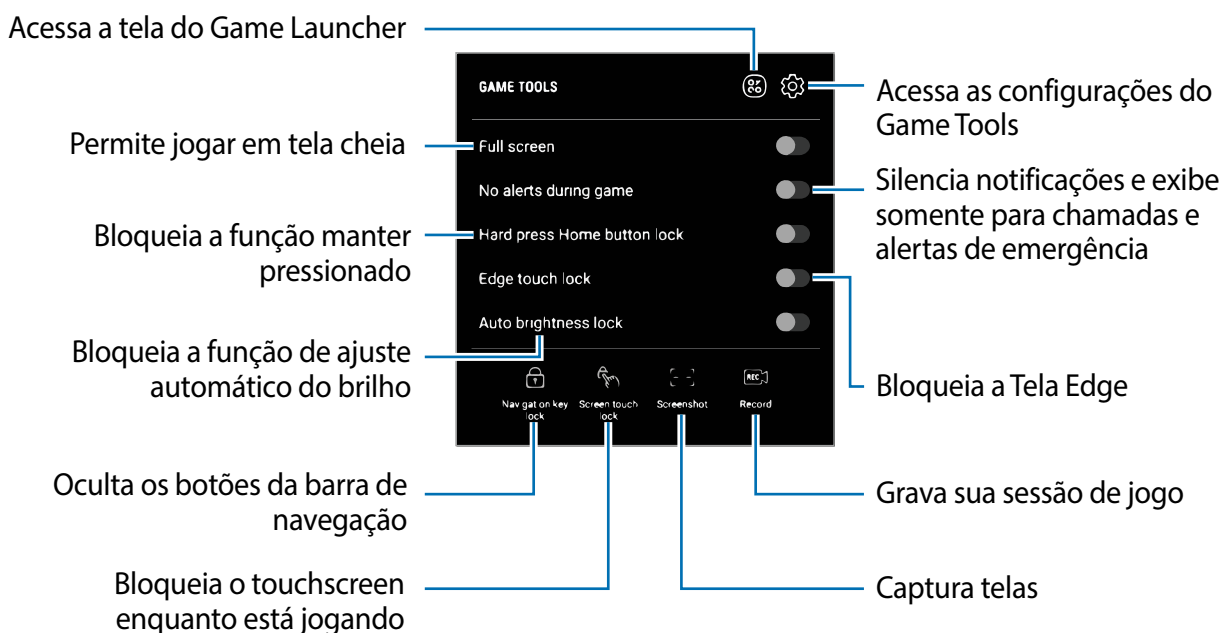 Acessa a tela do Game Launcher
GAME TOOLS
Acessa as configurações do
Game Tools
Permite jogar em tela cheia
Full screen
No alerts during game
Silencia notificações e exibe
somente para chamadas e
alertas de emergência
Bloqueia a função manter
pressionado
Hard press Home button lock
Edge touch lock
Auto brightness lock
Bloqueia a função de ajuste
automático do brilho
Bloqueia a Tela Edge
REC
Navigation key
lock
Screen touch
lock
Screenshot
Record
Oculta os botões da barra de
navegação
Grava sua sessão de jogo
Bloqueia o touchscreen
enquanto está jogando
Captura telas